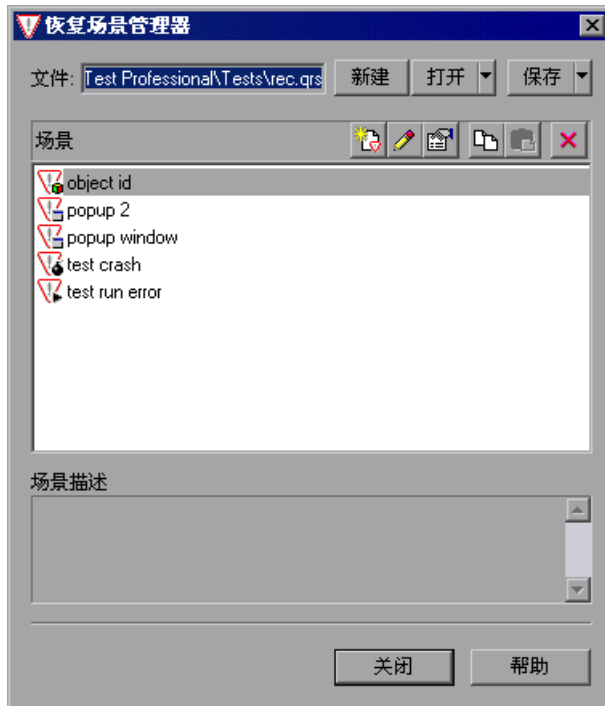 恢复场景管理器
文件: Test Professional\Tests\rec.qrs 新建 打开 保存
场景
object id
popup 2
popup window
test crash
test run error
场景描述
关闭 帮助